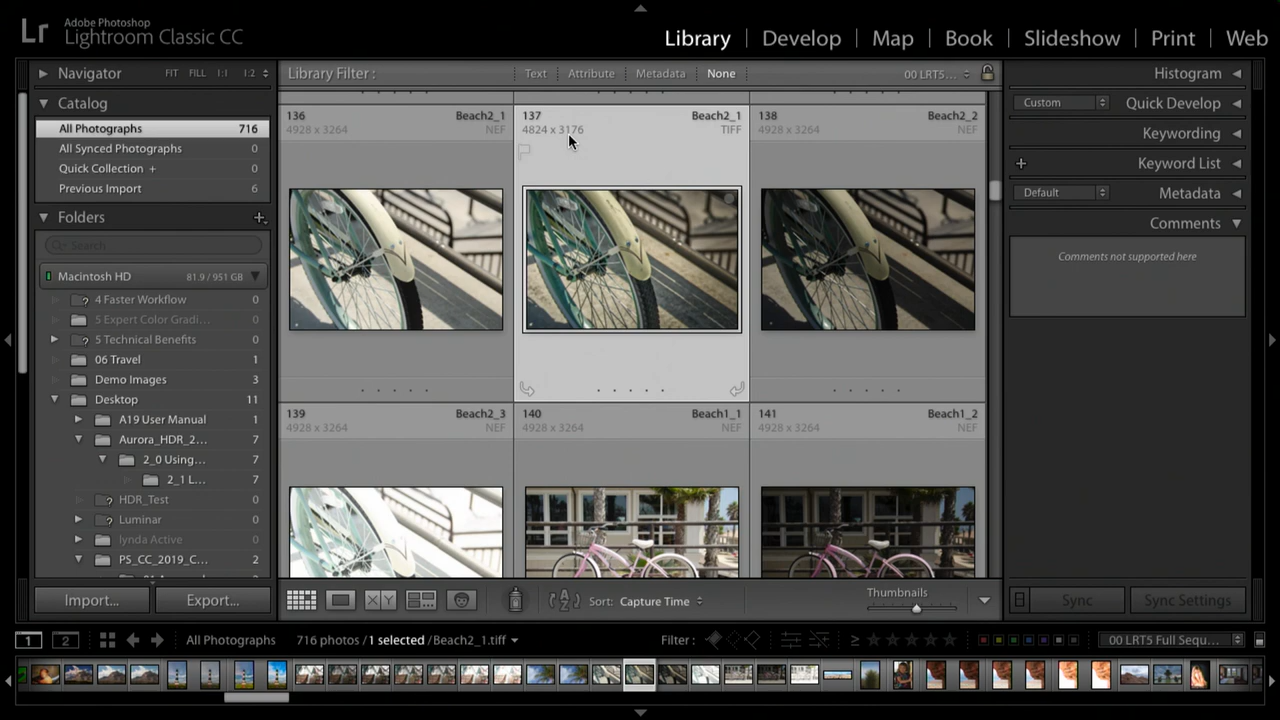 Lr
Adobe Photoshop
Lightroom Classic CC
Library | Develop | Map | Book | Slideshow | Print | Web
Navigator FIT FILL 1:1 1:2
Library Filter : Text Attribute Metadata None 00 LRT5...
Histogram
Catalog
All Photographs 716
All Synced Photographs 0
Quick Collection + 0
Previous Import 6
Folders
Search
Macintosh HD 81.9 / 951 GB
4 Faster Workflow 0
5 Expert Color Gradi... 0
5 Technical Benefits 0
06 Travel 1
Demo Images 3
Desktop 11
A19 User Manual 1
Aurora_HDR_2... 7
2_0 Using... 7
2_1 L... 7
HDR_Test 0
Luminar 0
lynda Active 0
PS_CC_2019_C... 2
Import... Export...
136 Beach2_1
4928 x 3264 NEF
137 Beach2_1
4824 x 3176 TIFF
138 Beach2_2
4928 x 3264 NEF
139 Beach2_3
4928 x 3264 NEF
140 Beach1_1
4928 x 3264 NEF
141 Beach1_2
4928 x 3264 NEF
Custom Quick Develop
Keywording
Keyword List
Default Metadata
Comments
Comments not supported here
XY AZ Sort: Capture Time Thumbnails
Sync Sync Settings
1 2 All Photographs 716 photos / 1 selected / Beach2_1.tiff Filter : ≥ 00 LRT5 Full Sequ...